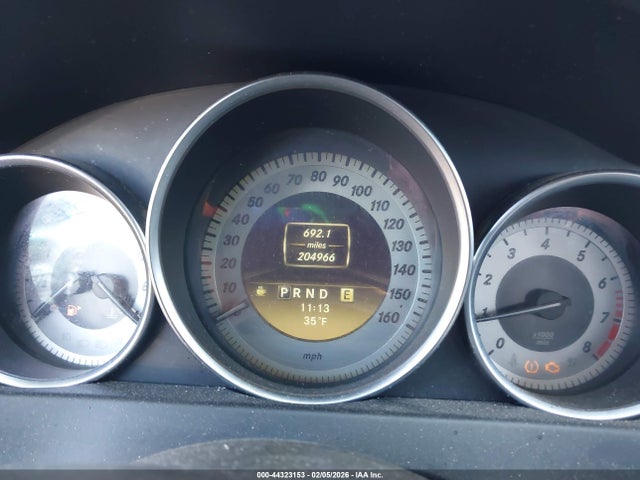 10 20 30 40 50 60 70 80 90 100 110 120 130 140 150 160
692.1
miles
204966
PRND E
11:13
35°F
mph
0 1 2 3 4 5 6 7 8
x1000
000-44323153 - 02/05/2026 - IAA Inc.